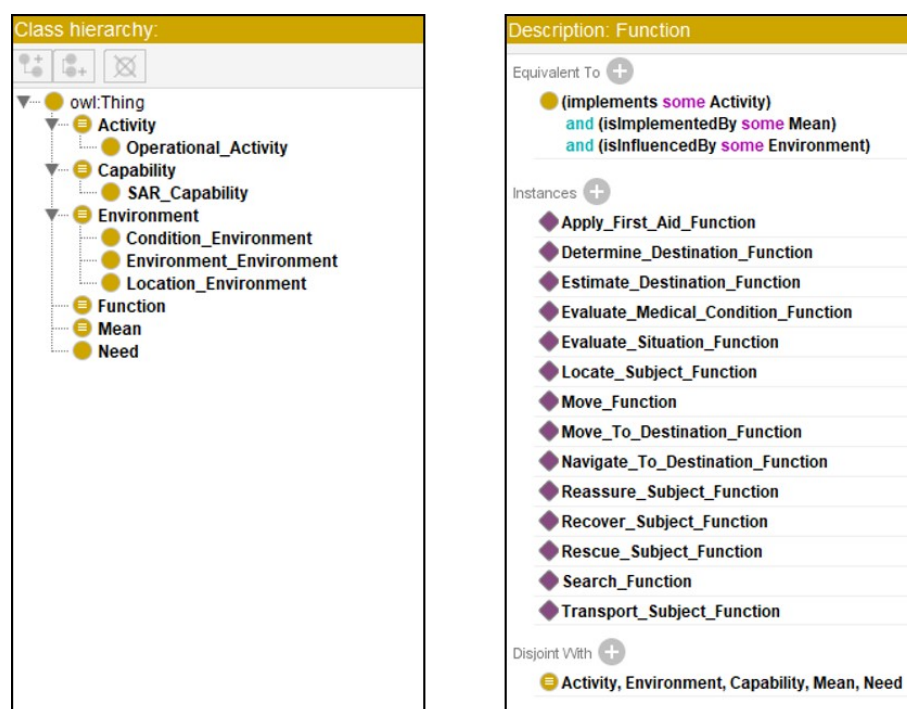 Class hierarchy:
owl:Thing
Activity
Operational_Activity
Capability
SAR_Capability
Environment
Condition_Environment
Environment_Environment
Location_Environment
Function
Mean
Need
Description: Function
Equivalent To
(implements some Activity)
and (isImplementedBy some Mean)
and (isInfluencedBy some Environment)
Instances
Apply_First_Aid_Function
Determine_Destination_Function
Estimate_Destination_Function
Evaluate_Medical_Condition_Function
Evaluate_Situation_Function
Locate_Subject_Function
Move_Function
Move_To_Destination_Function
Navigate_To_Destination_Function
Reassure_Subject_Function
Recover_Subject_Function
Rescue_Subject_Function
Search_Function
Transport_Subject_Function
Disjoint With
Activity, Environment, Capability, Mean, Need